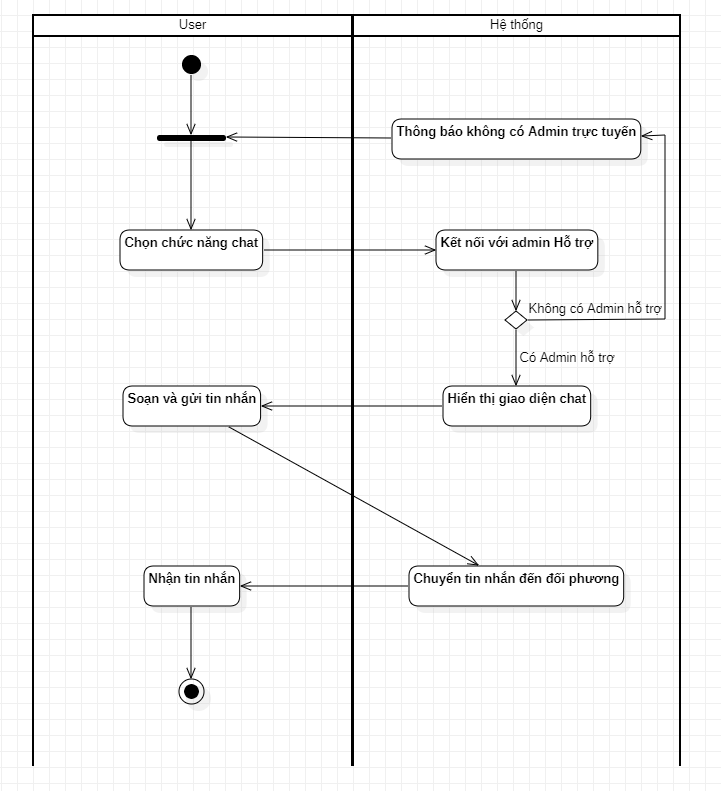 User
Hệ thống
Thông báo không có Admin trực tuyến
Chọn chức năng chat
Kết nối với admin Hỗ trợ
Không có Admin hỗ trợ
Có Admin hỗ trợ
Soạn và gửi tin nhắn
Hiển thị giao diện chat
Nhận tin nhắn
Chuyển tin nhắn đến đối phương